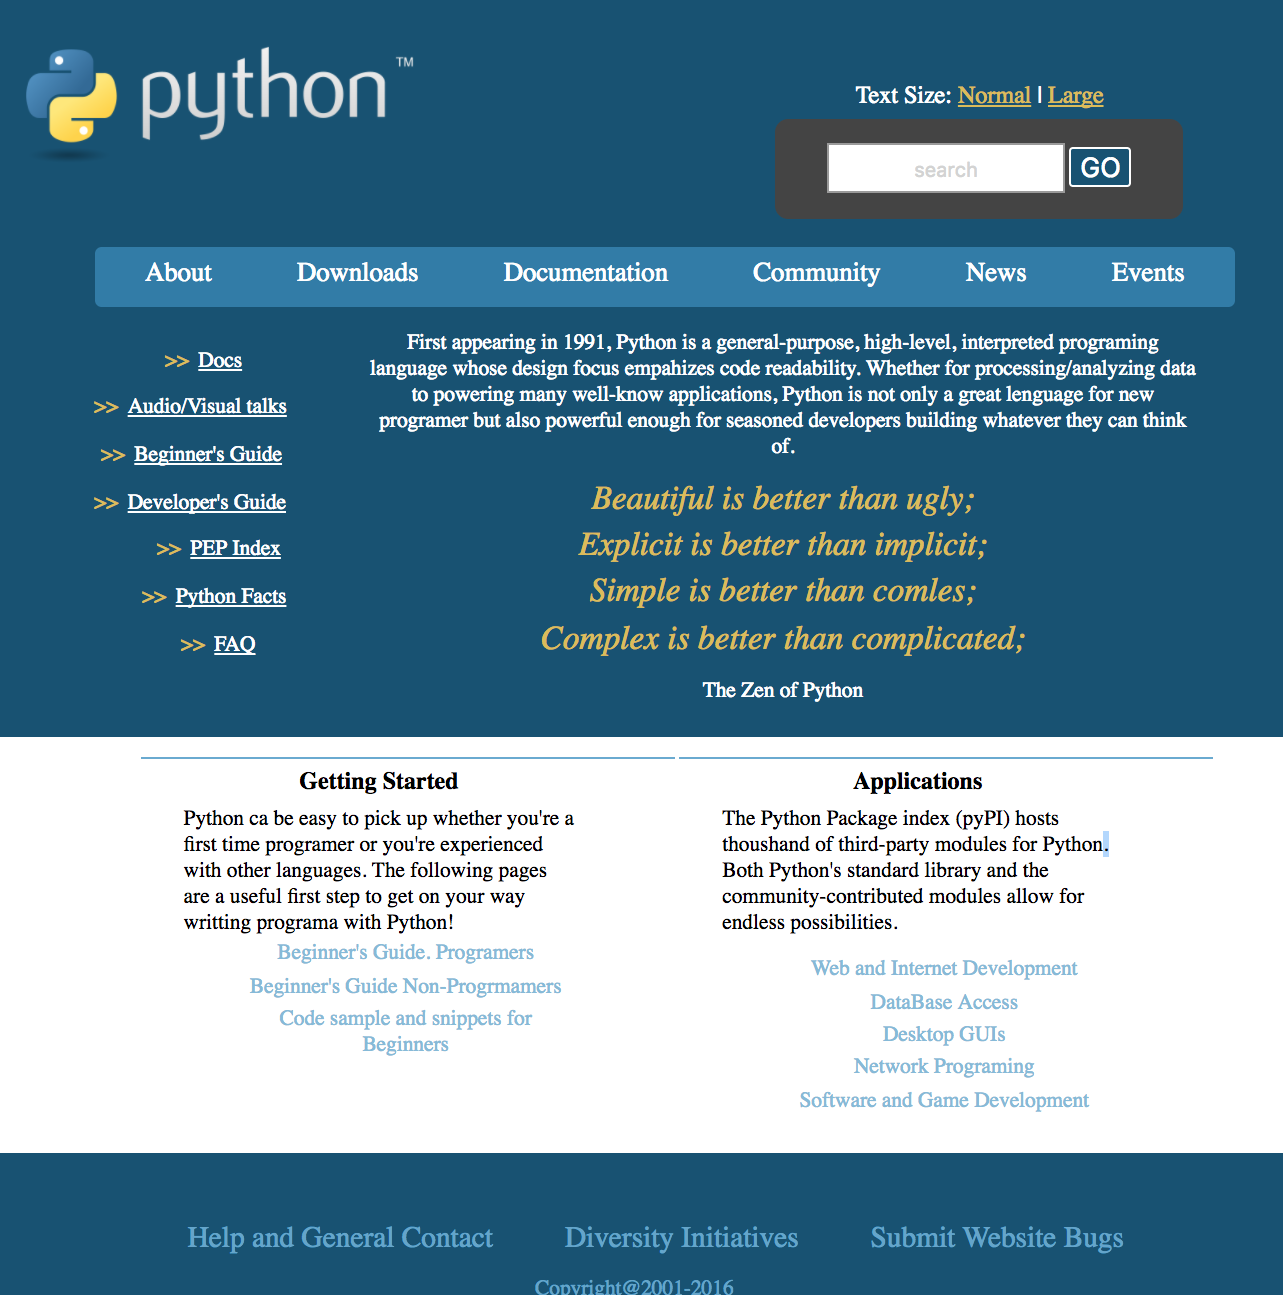 python™
Text Size: Normal | Large
search GO
About Downloads Documentation Community News Events
First appearing in 1991, Python is a general-purpose, high-level, interpreted programing
language whose design focus empahizes code readability. Whether for processing/analyzing data
to powering many well-know applications, Python is not only a great lenguage for new
programer but also powerful enough for seasoned developers building whatever they can think
of.
>> Docs
>> Audio/Visual talks
>> Beginner's Guide
>> Developer's Guide
>> PEP Index
>> Python Facts
>> FAQ
Beautiful is better than ugly;
Explicit is better than implicit;
Simple is better than comles;
Complex is better than complicated;
The Zen of Python
Getting Started
Python ca be easy to pick up whether you're a
first time programer or you're experienced
with other languages. The following pages
are a useful first step to get on your way
writting programa with Python!
Beginner's Guide. Programers
Beginner's Guide Non-Progrmamers
Code sample and snippets for
Beginners
Applications
The Python Package index (pyPI) hosts
thoushand of third-party modules for Python.
Both Python's standard library and the
community-contributed modules allow for
endless possibilities.
Web and Internet Development
DataBase Access
Desktop GUIs
Network Programing
Software and Game Development
Help and General Contact Diversity Initiatives Submit Website Bugs
Copyright@2001-2016